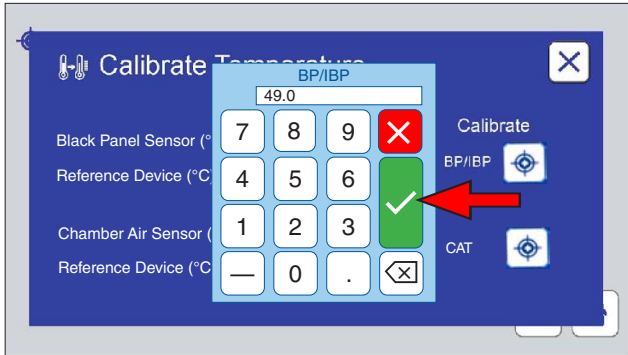 Calibrate Temperature
BP/IBP
49.0
7 8 9
Calibrate
Black Panel Sensor (°
BP/IBP
Reference Device (°C)
4 5 6
1 2 3
Chamber Air Sensor (
CAT
Reference Device (°C
— 0 .